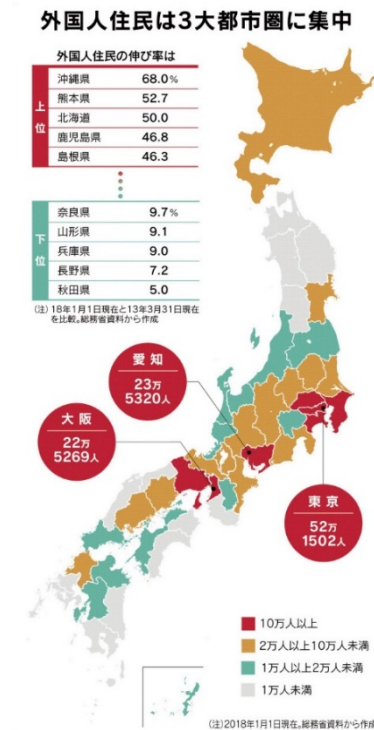 外国人住民は3大都市圏に集中
外国人住民の伸び率は
上位
沖縄県 68.0%
熊本県 52.7
北海道 50.0
鹿児島県 46.8
島根県 46.3
下位
奈良県 9.7%
山形県 9.1
兵庫県 9.0
長野県 7.2
秋田県 5.0
(注)18年1月1日現在と13年3月31日現在
を比較。総務省資料から作成
愛知
23万
5320人
大阪
22万
5269人
東京
52万
1502人
10万人以上
2万人以上10万人未満
1万人以上2万人未満
1万人未満
(注)2018年1月1日現在。総務省資料から作成